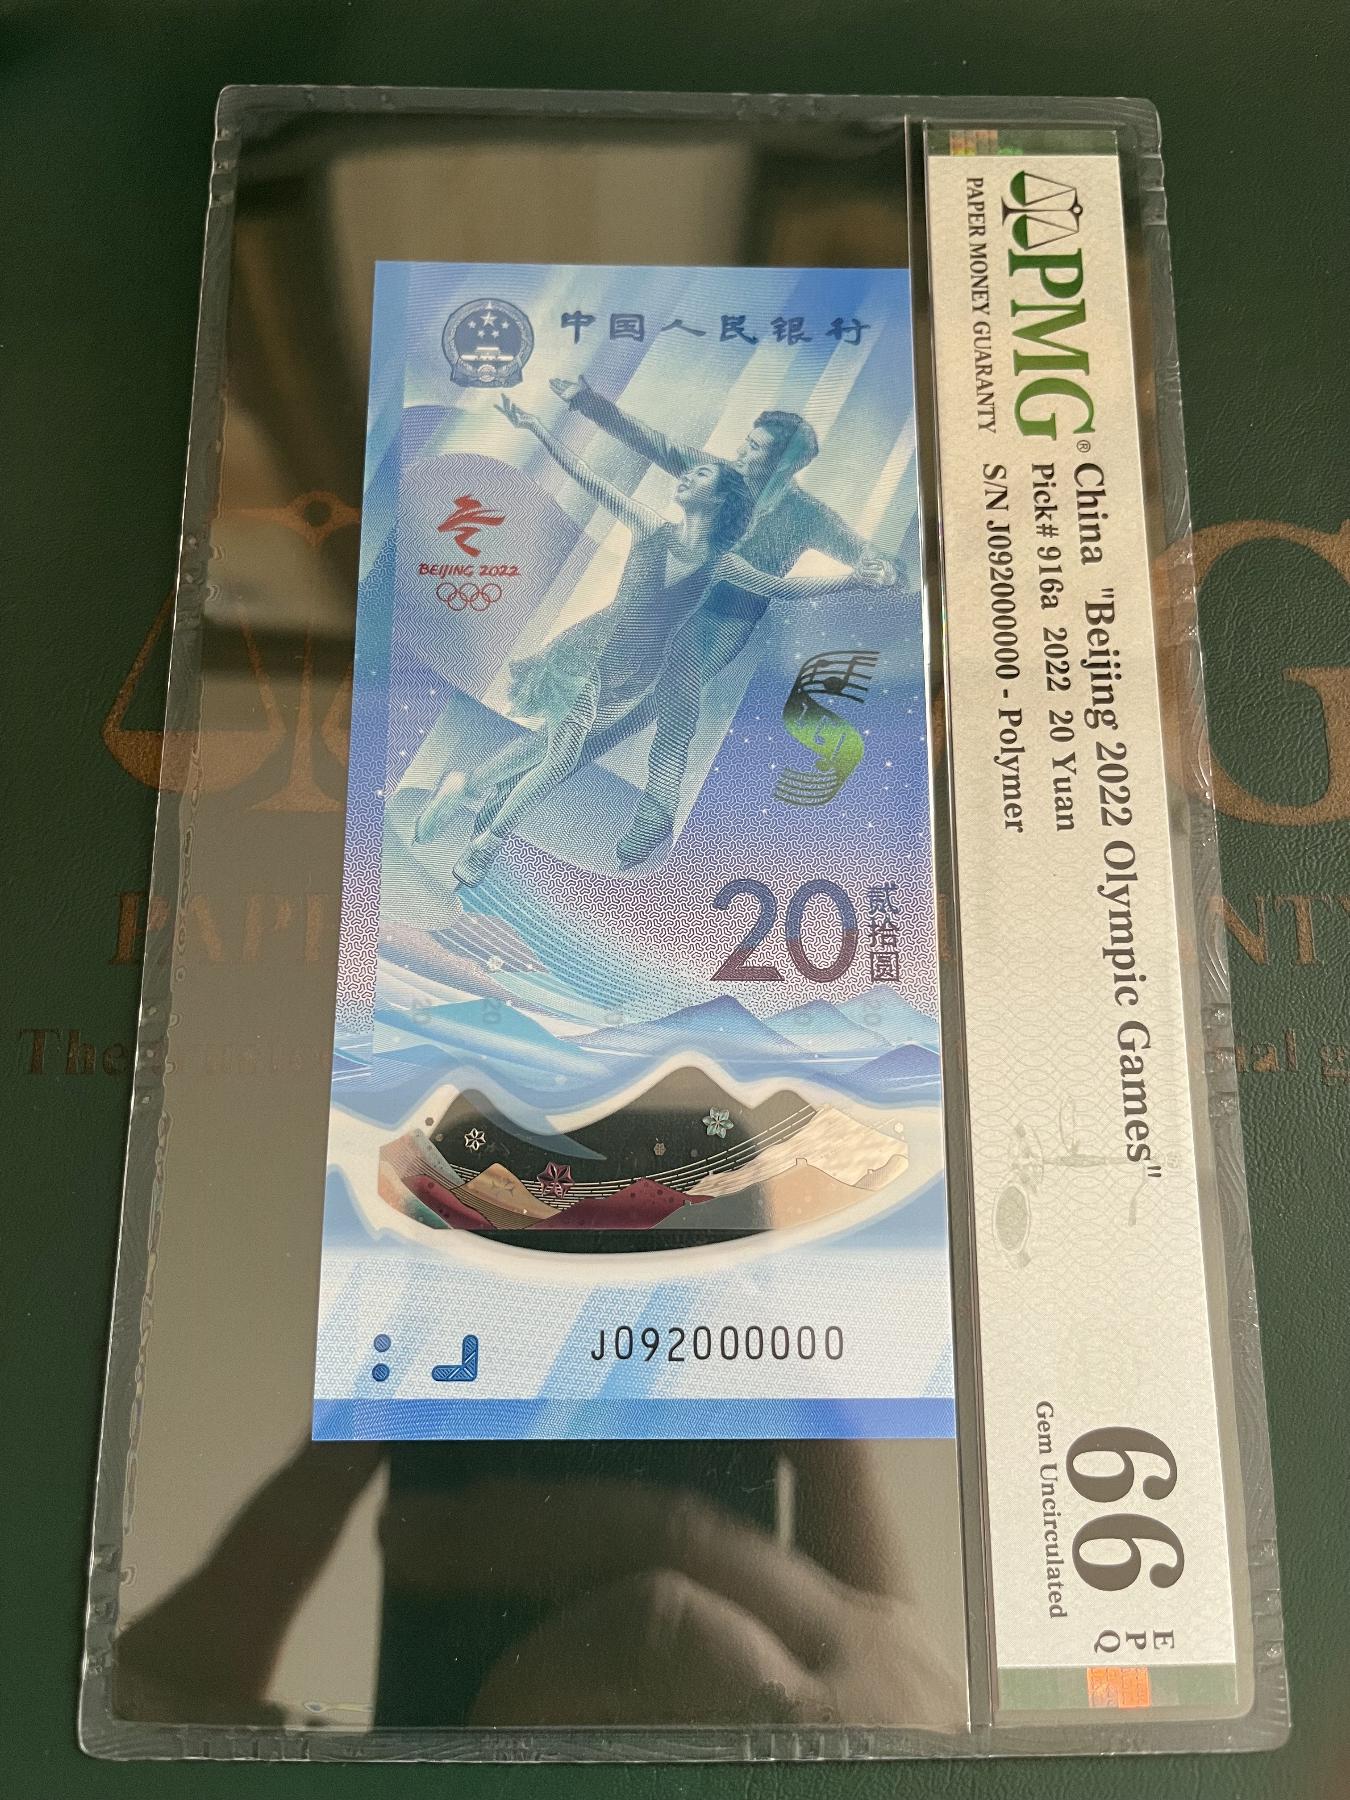 PMG®
PAPER MONEY GUARANTY
China "Beijing 2022 Olympic Games"
Pick# 916a 2022 20 Yuan
S/N J092000000 - Polymer
66
EPQ
Gem Uncirculated
中国人民银行
BEIJING 2022
20
贰拾圆
J092000000